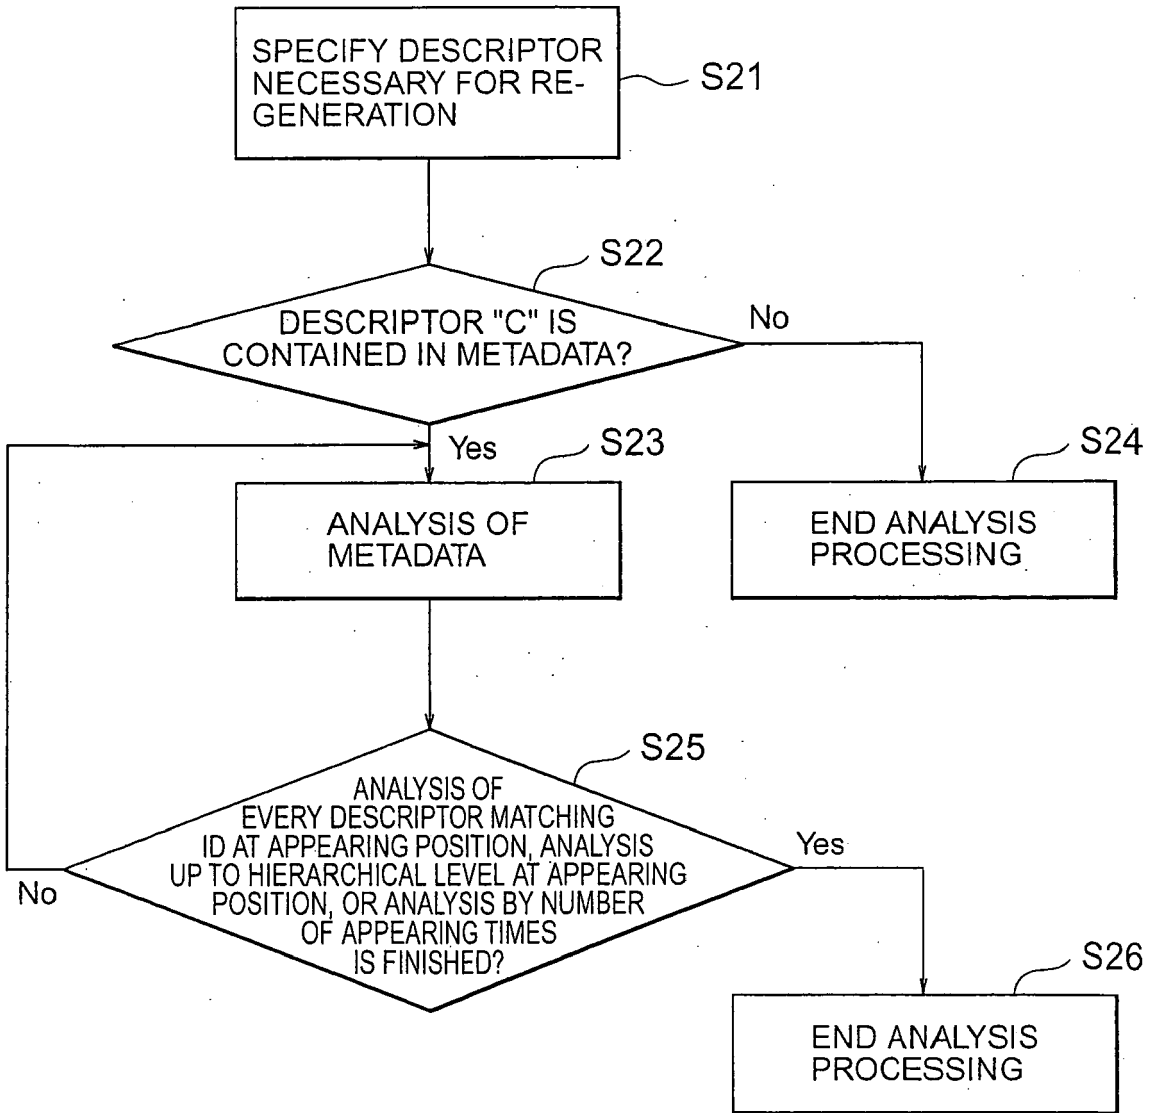 SPECIFY DESCRIPTOR
NECESSARY FOR RE-
GENERATION
S21
S22
DESCRIPTOR "C" IS
CONTAINED IN METADATA?
No
Yes
S23
ANALYSIS OF
METADATA
S24
END ANALYSIS
PROCESSING
S25
ANALYSIS OF
EVERY DESCRIPTOR MATCHING
ID AT APPEARING POSITION, ANALYSIS
UP TO HIERARCHICAL LEVEL AT APPEARING
POSITION, OR ANALYSIS BY NUMBER
OF APPEARING TIMES
IS FINISHED?
No
Yes
S26
END ANALYSIS
PROCESSING